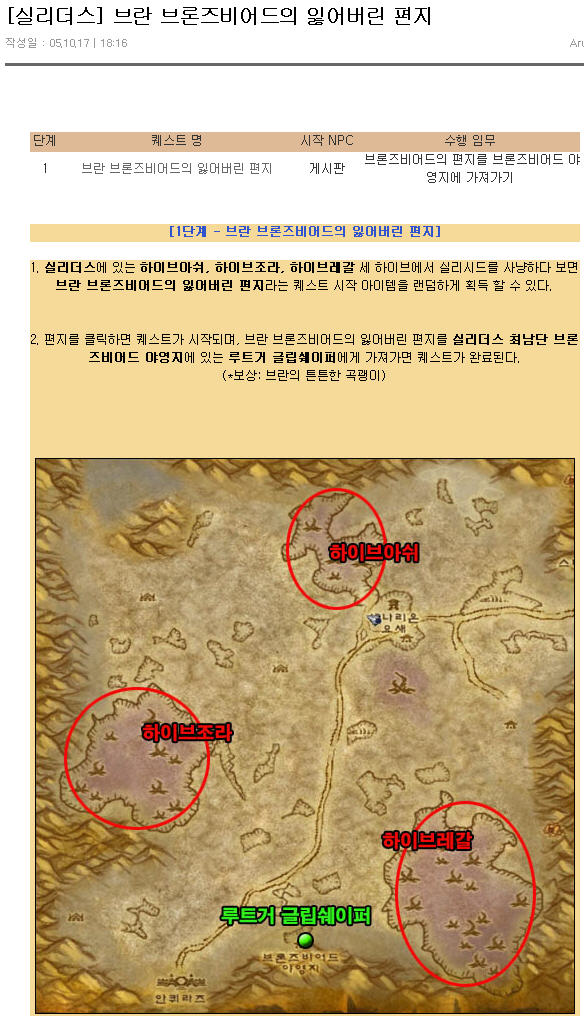 [실리더스] 브란 브론즈비어드의 잃어버린 편지
작성일 : 05.10.17 | 18:16
Aru
단계 퀘스트 명 시작 NPC 수행 임무
1 브란 브론즈비어드의 잃어버린 편지 게시판 브론즈비어드의 편지를 브론즈비어드 야
영지에 가져가기
[1단계 - 브란 브론즈비어드의 잃어버린 편지]
1. 실리더스에 있는 하이브아쉬, 하이브조라, 하이브레갈 세 하이브에서 실리시드를 사냥하다 보면
브란 브론즈비어드의 잃어버린 편지라는 퀘스트 시작 아이템을 랜덤하게 획득 할 수 있다.
2. 편지를 클릭하면 퀘스트가 시작되며, 브란 브론즈비어드의 잃어버린 편지를 실리더스 최남단 브론
즈비어드 야영지에 있는 루트거 글림쉐이퍼에게 가져가면 퀘스트가 완료된다.
(*보상: 브란의 튼튼한 곡괭이)
하이브아쉬
나리온
요새
하이브조라
하이브레갈
루트거 글림쉐이퍼
브론즈비어드
야영지
안퀴라즈